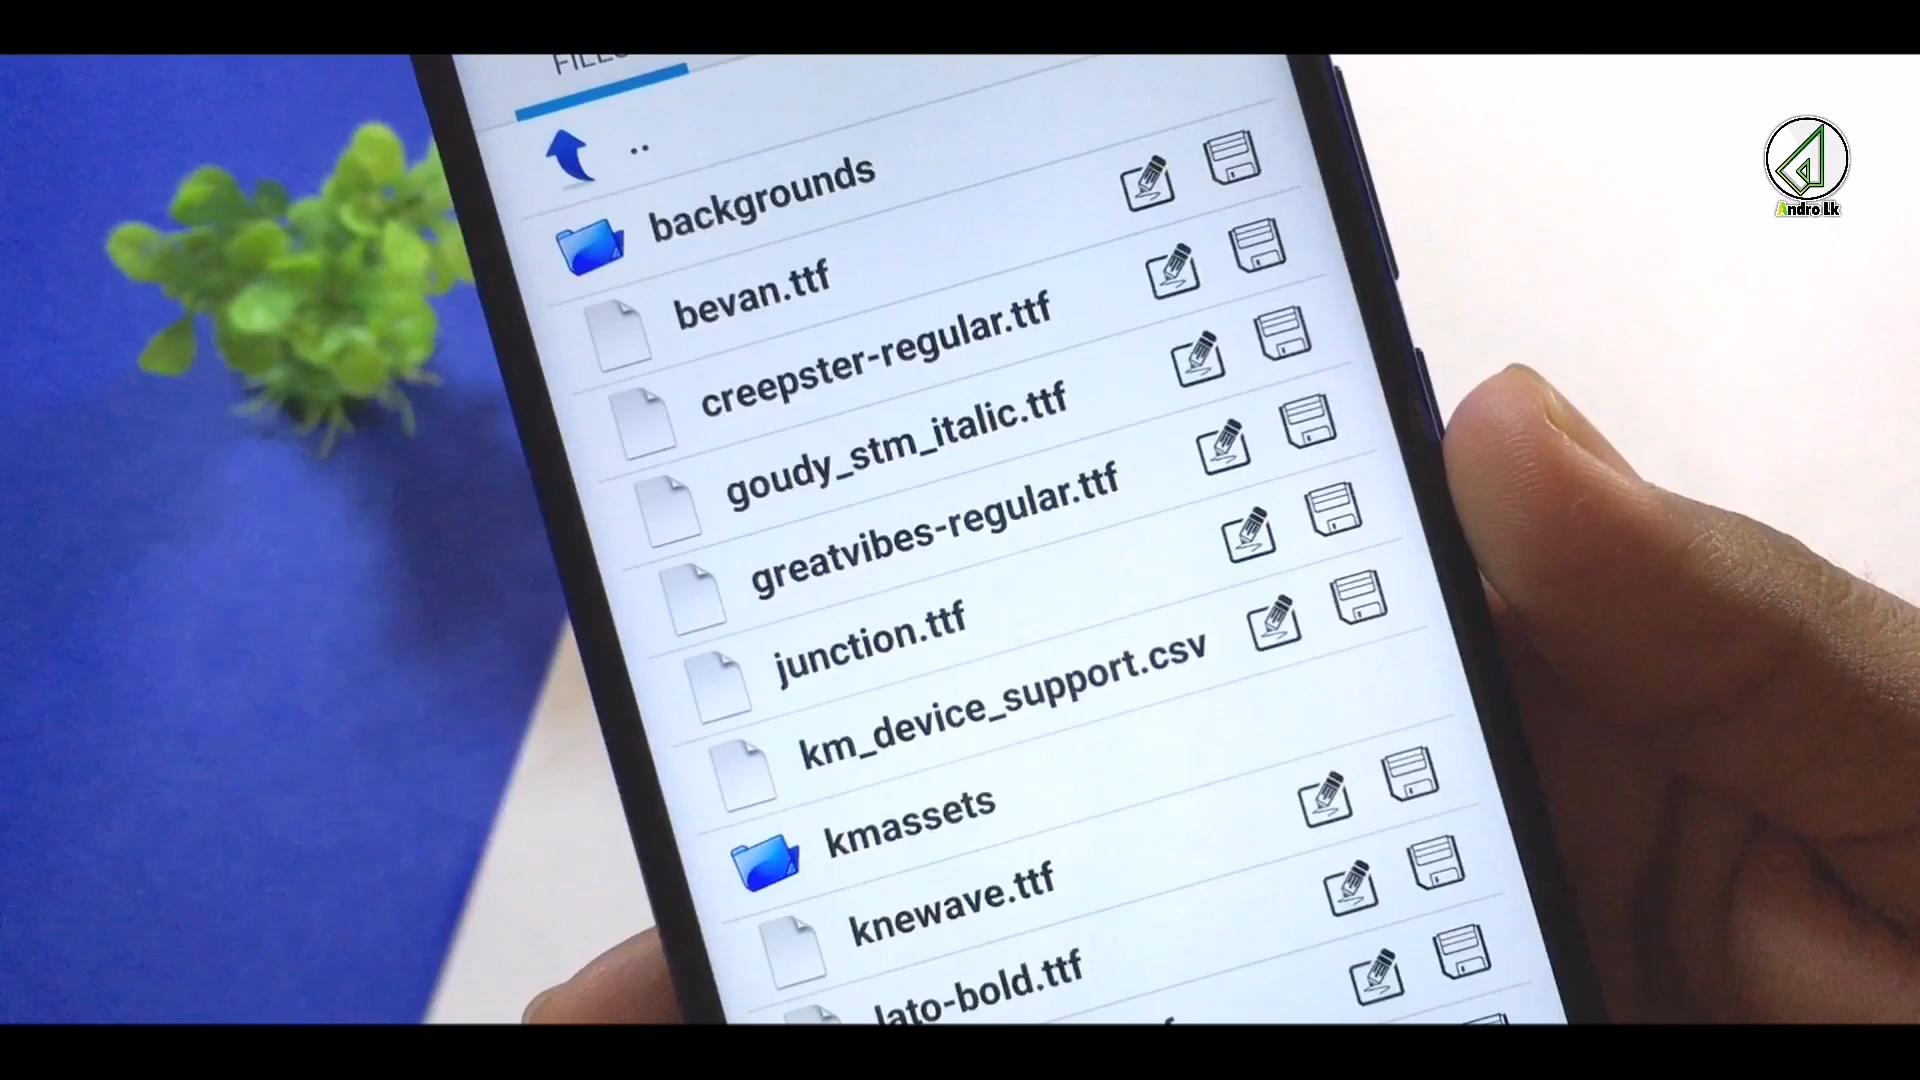 FILES
Andro Lk
..
backgrounds
bevan.ttf
creepster-regular.ttf
goudy_stm_italic.ttf
greatvibes-regular.ttf
junction.ttf
km_device_support.csv
kmassets
knewave.ttf
lato-bold.ttf